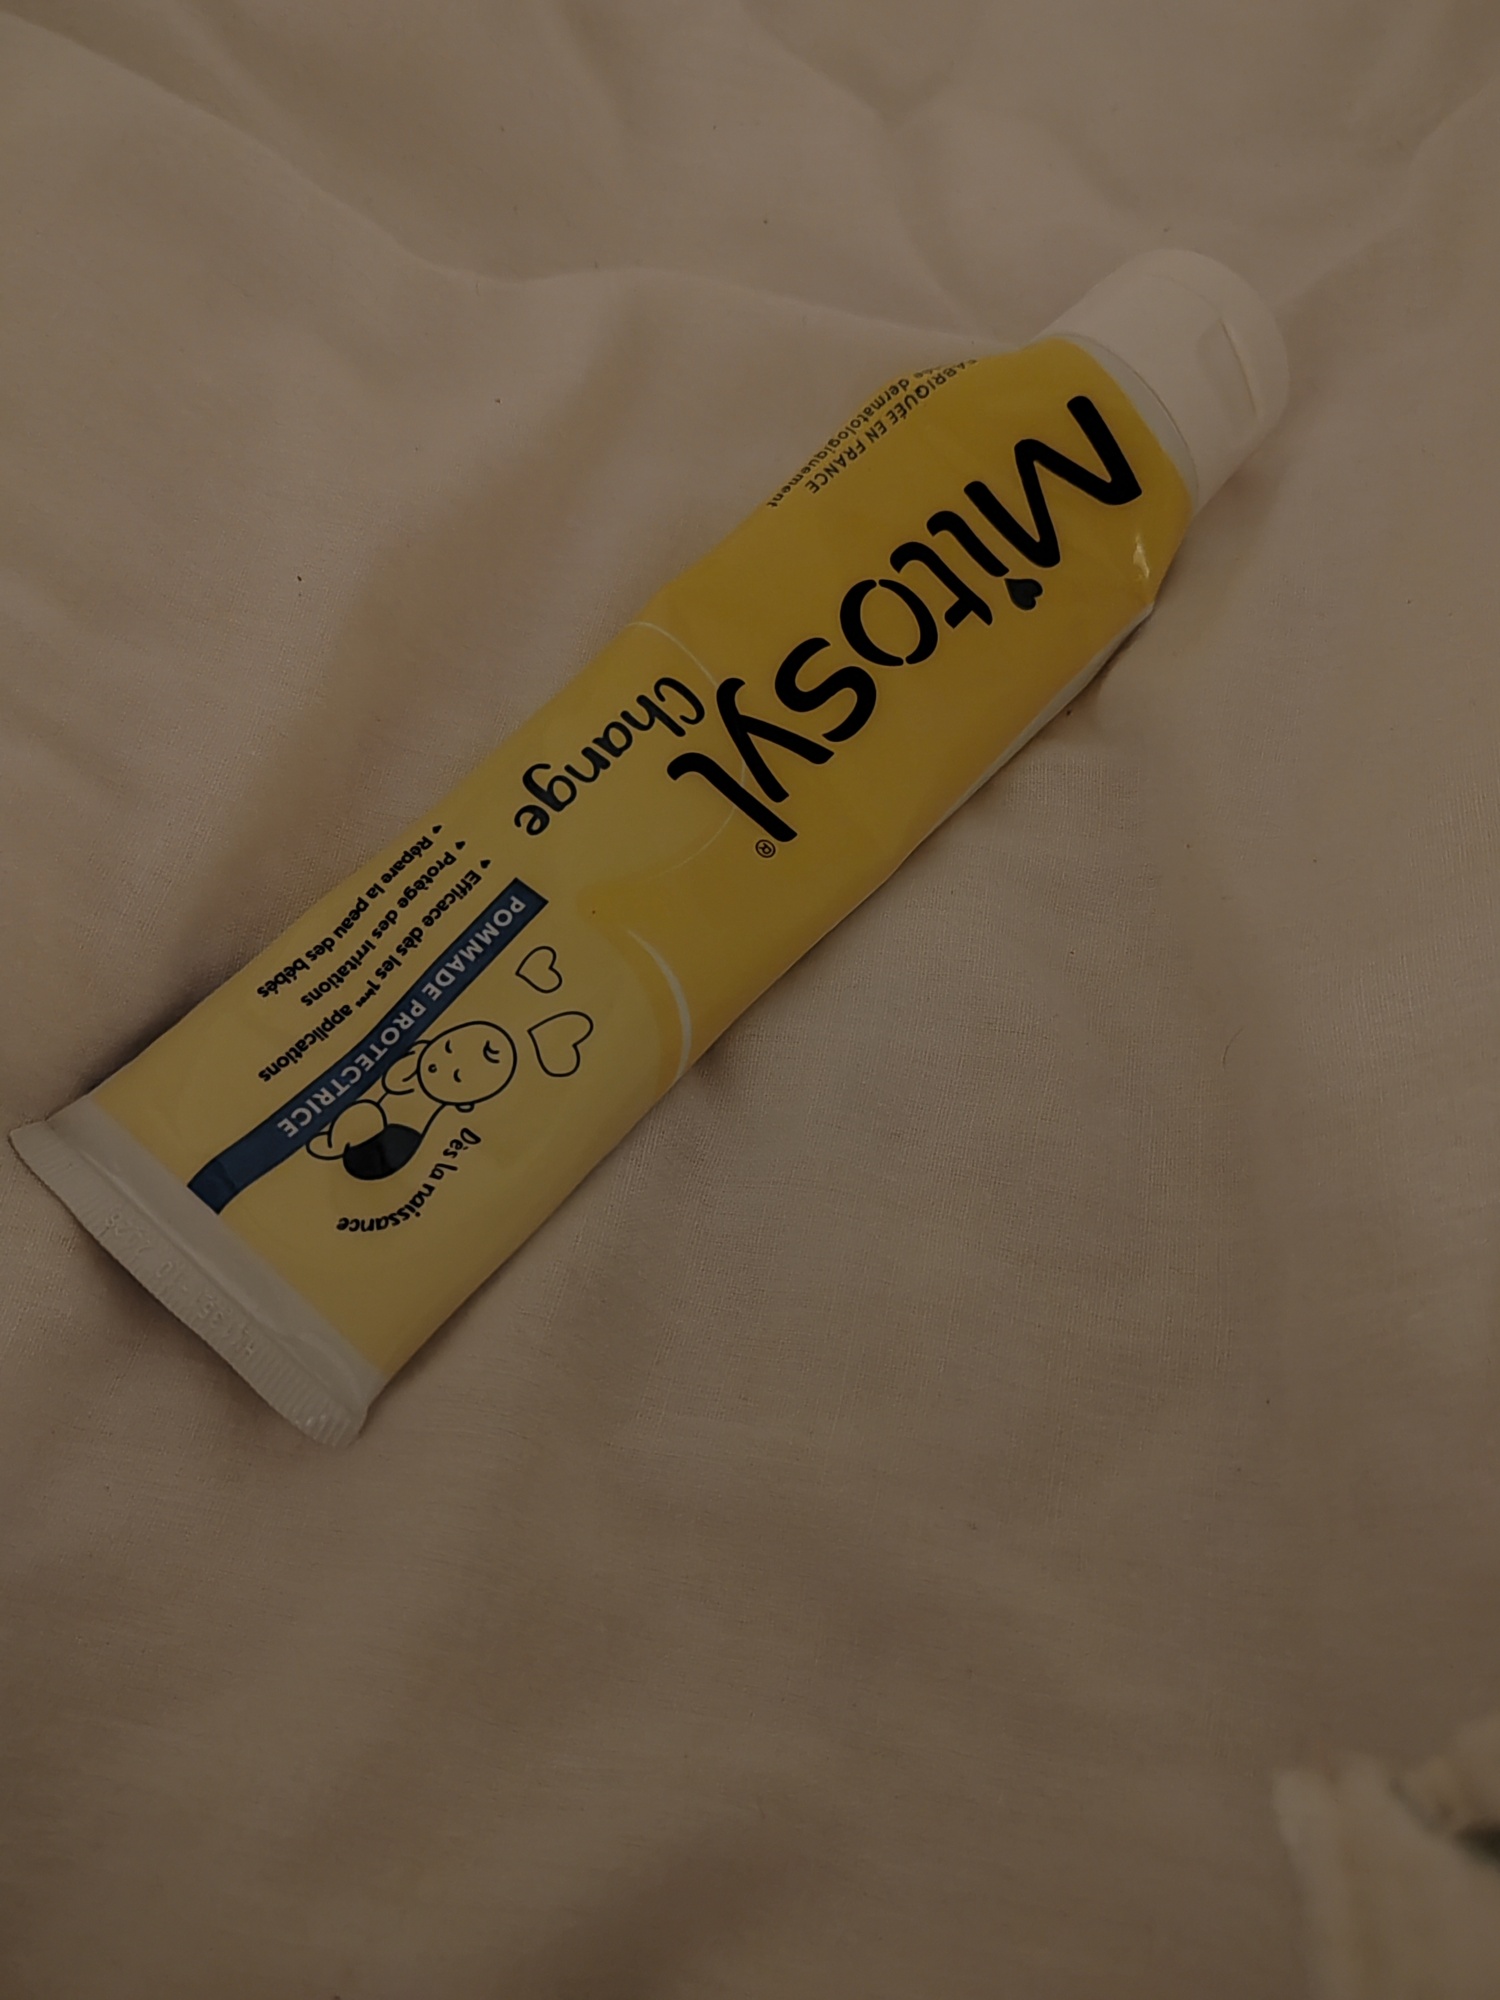 Mitosyl®
Change
POMMADE PROTECTRICE
Efficace dès les 1ères applications
Protège des irritations
Répare la peau des bébés
Dès la naissance
FABRIQUÉE EN FRANCE
dermatologiquement